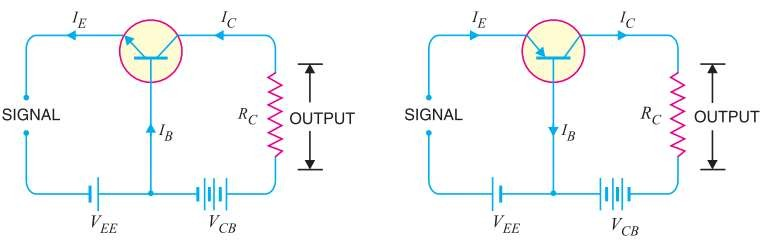 I_E I_C
SIGNAL
R_C
OUTPUT
I_B
V_EE
V_CB
I_E I_C
SIGNAL
R_C
OUTPUT
I_B
V_EE
V_CB